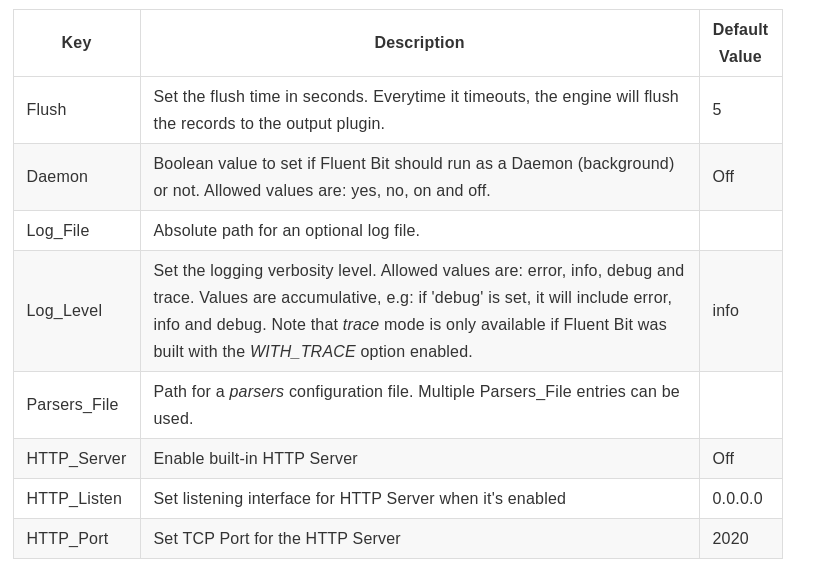 Key
Description
Default
Value
Flush
Set the flush time in seconds. Everytime it timeouts, the engine will flush
the records to the output plugin.
5
Daemon
Boolean value to set if Fluent Bit should run as a Daemon (background)
or not. Allowed values are: yes, no, on and off.
Off
Log_File
Absolute path for an optional log file.
Log_Level
Set the logging verbosity level. Allowed values are: error, info, debug and
trace. Values are accumulative, e.g: if 'debug' is set, it will include error,
info and debug. Note that trace mode is only available if Fluent Bit was
built with the WITH_TRACE option enabled.
info
Parsers_File
Path for a parsers configuration file. Multiple Parsers_File entries can be
used.
HTTP_Server
Enable built-in HTTP Server
Off
HTTP_Listen
Set listening interface for HTTP Server when it's enabled
0.0.0.0
HTTP_Port
Set TCP Port for the HTTP Server
2020